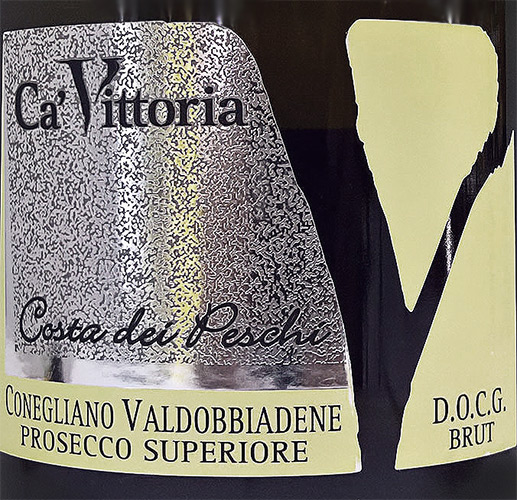 Ca' Vittoria
Costa dei Peschi
CONEGLIANO VALDOBBIADENE
PROSECCO SUPERIORE
D.O.C.G.
BRUT